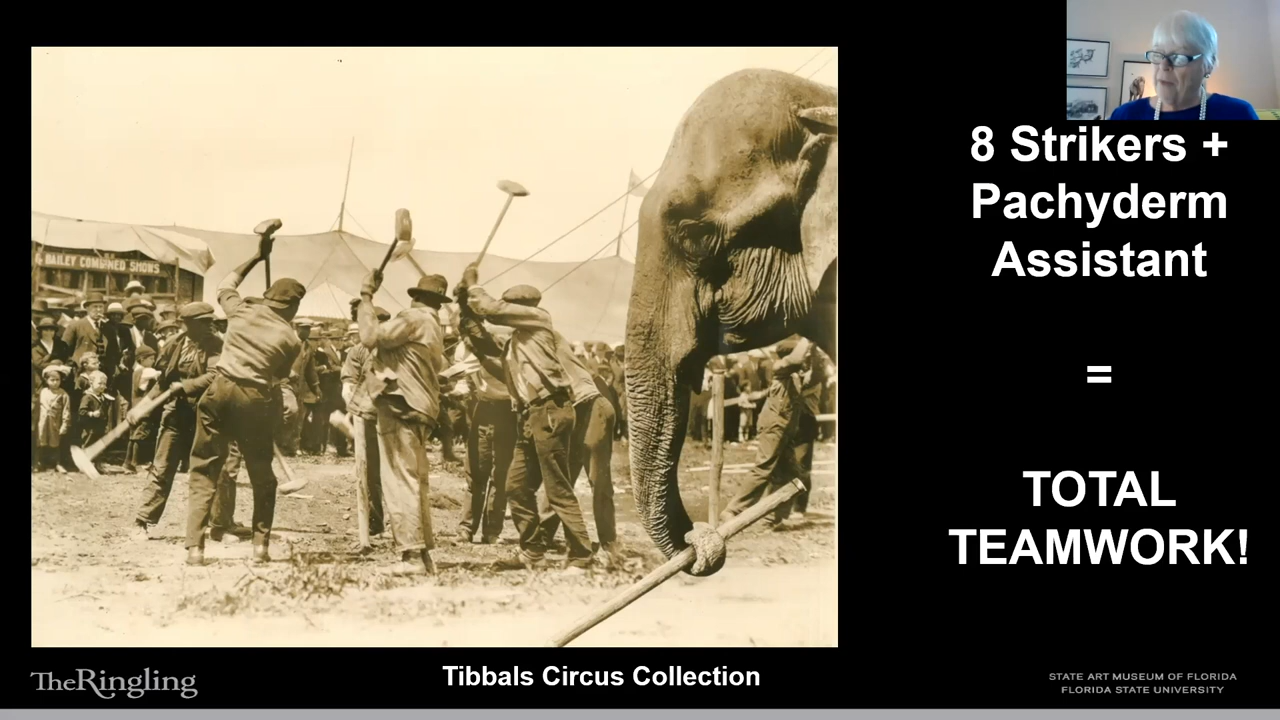 8 Strikers +
Pachyderm
Assistant
=
TOTAL
TEAMWORK!
BAILEY COMBINED SHOWS
Tibbals Circus Collection
TheRingling
STATE ART MUSEUM OF FLORIDA
FLORIDA STATE UNIVERSITY